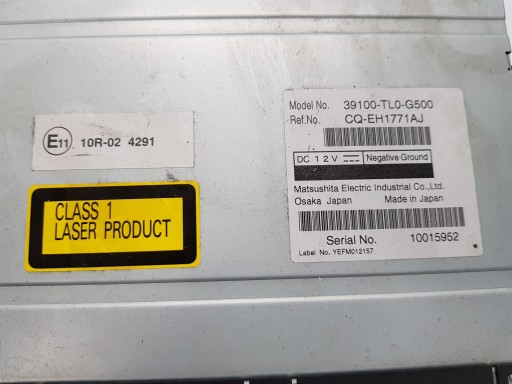 Model No. 39100-TL0-G500
Ref.No. CQ-EH1771AJ
E11 10R-02 4291
DC 12V Negative Ground
Matsushita Electric Industrial Co.,Ltd.
Osaka Japan Made in Japan
CLASS 1
LASER PRODUCT
Serial No. 10015952
Label No. YEFM012157